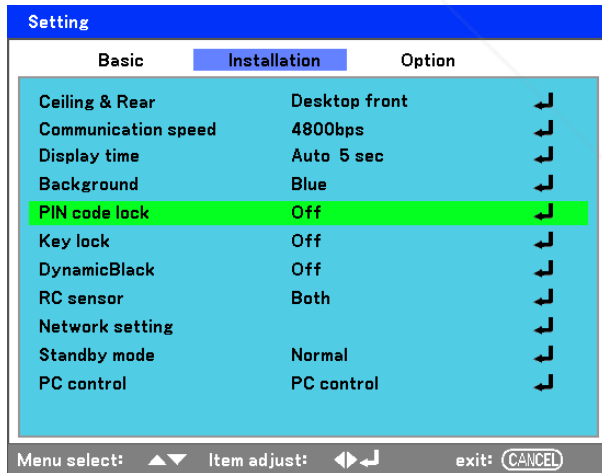 Setting
Basic Installation Option
Ceiling & Rear Desktop front
Communication speed 4800bps
Display time Auto 5 sec
Background Blue
PIN code lock Off
Key lock Off
DynamicBlack Off
RC sensor Both
Network setting
Standby mode Normal
PC control PC control
Menu select: ▲▼ Item adjust: ◀▶↵ exit: CANCEL